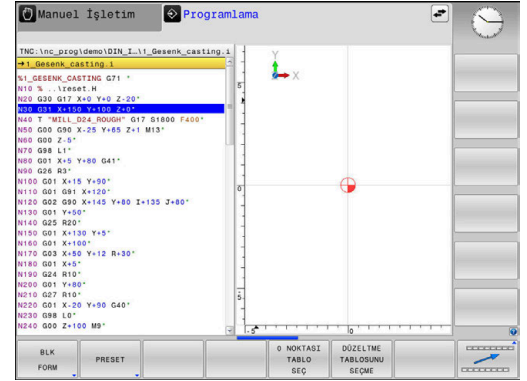 Manuel İşletim
Programlama
TNC:\nc_prog\demo\DIN_I…\1_Gesenk_casting.i
→1_Gesenk_casting.i
%1_GESENK_CASTING G71 *
N10 % ..\reset.H
N20 G30 G17 X+0 Y+0 Z-20*
N30 G31 X+150 Y+100 Z+0*
N40 T "MILL_D24_ROUGH" G17 S1800 F400*
N50 G00 G90 X-25 Y+65 Z+1 M13*
N60 G00 Z-5*
N70 G98 L1*
N80 G01 X+5 Y+80 G41*
N90 G26 R3*
N100 G01 X+15 Y+90*
N110 G01 G91 X+120*
N120 G02 G90 X+145 Y+80 I+135 J+80*
N130 G01 Y+50*
N140 G25 R20*
N150 G01 X+130 Y+5*
N160 G01 X+100*
N170 G03 X+50 Y+12 R+30*
N180 G01 X+5*
N190 G24 R10*
N200 G01 Y+80*
N210 G27 R10*
N220 G01 X-20 Y+90 G40*
N230 G98 L0*
N240 G00 Z+100 M9*
Y
X
5
0
5
-5
0
BLK
FORM
PRESET
0 NOKTASI
TABLO
SEÇ
DÜZELTME
TABLOSUNU
SEÇME